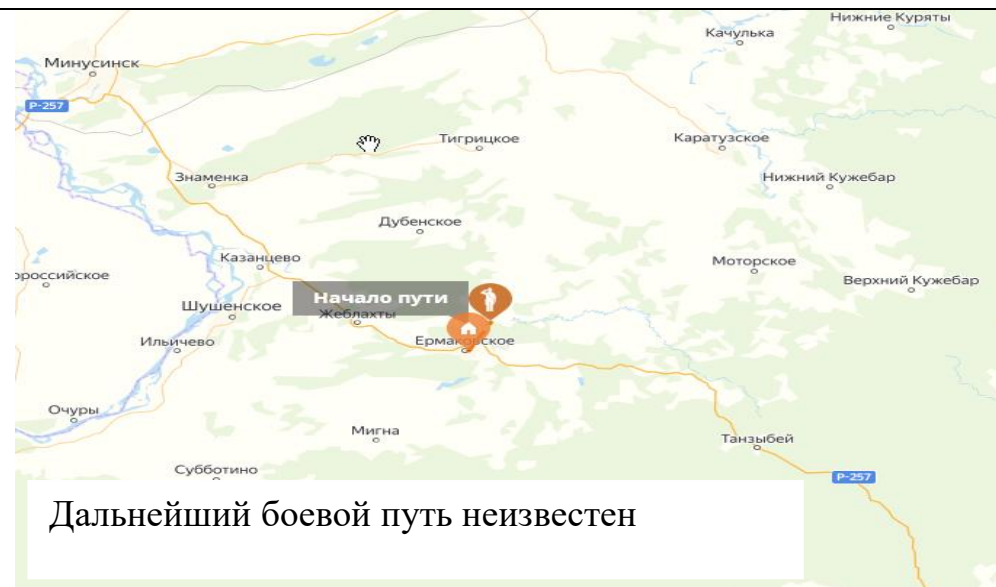 Нижние Куряты
Качулька
Минусинск
Р-257
Тигрицкое
Каратузское
Знаменка
Нижний Кужебар
Дубенское
Казанцево
Моторское
ороссийское
Верхний Кужебар
Начало пути
Шушенское
Жеблахты
Ильичево
Ермаковское
Очуры
Мигна
Танзыбей
Субботино
Р-257
Дальнейший боевой путь неизвестен